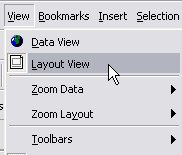 View Bookmarks Insert Selection
Data View
Layout View
Zoom Data
Zoom Layout
Toolbars